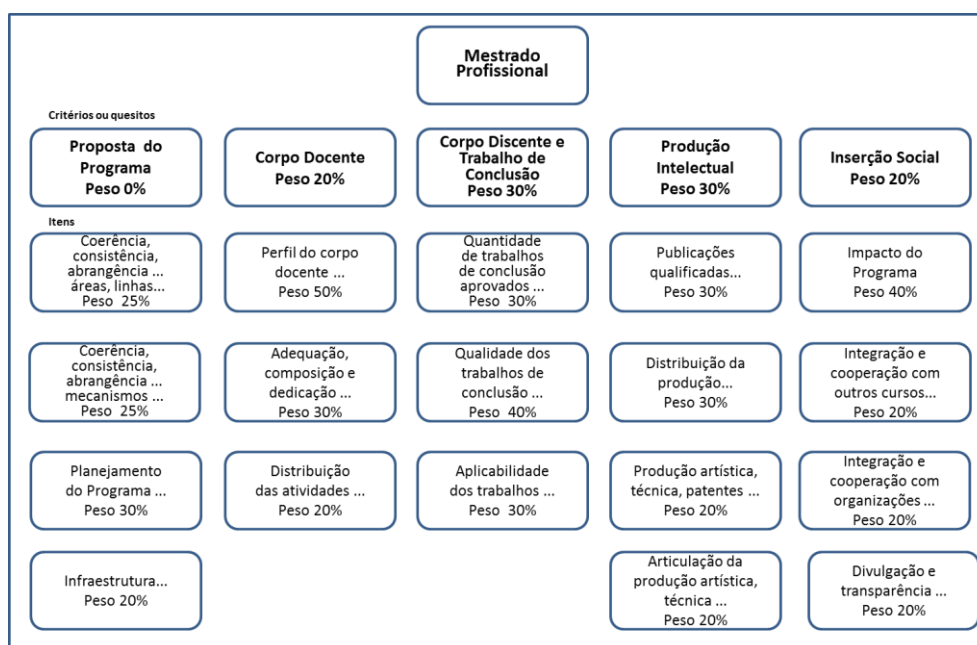 Mestrado
Profissional
Critérios ou quesitos
Proposta do
Programa
Peso 0%
Corpo Docente
Peso 20%
Corpo Discente e
Trabalho de
Conclusão
Peso 30%
Produção
Intelectual
Peso 30%
Inserção Social
Peso 20%
Itens
Coerência,
consistência,
abrangência ...
áreas, linhas...
Peso 25%
Perfil do corpo
docente ...
Peso 50%
Quantidade
de trabalhos
de conclusão
aprovados ...
Peso 30%
Publicações
qualificadas...
Peso 30%
Impacto do
Programa
Peso 40%
Coerência,
consistência,
abrangência ...
mecanismos ...
Peso 25%
Adequação,
composição e
dedicação ...
Peso 30%
Qualidade dos
trabalhos de
conclusão ...
Peso 40%
Distribuição da
produção...
Peso 30%
Integração e
cooperação com
outros cursos...
Peso 20%
Planejamento
do Programa ...
Peso 30%
Distribuição
das atividades ...
Peso 20%
Aplicabilidade
dos trabalhos ...
Peso 30%
Produção artística,
técnica, patentes ...
Peso 20%
Integração e
cooperação com
organizações ...
Peso 20%
Infraestrutura...
Peso 20%
Articulação da
produção artística,
técnica ...
Peso 20%
Divulgação e
transparência ...
Peso 20%